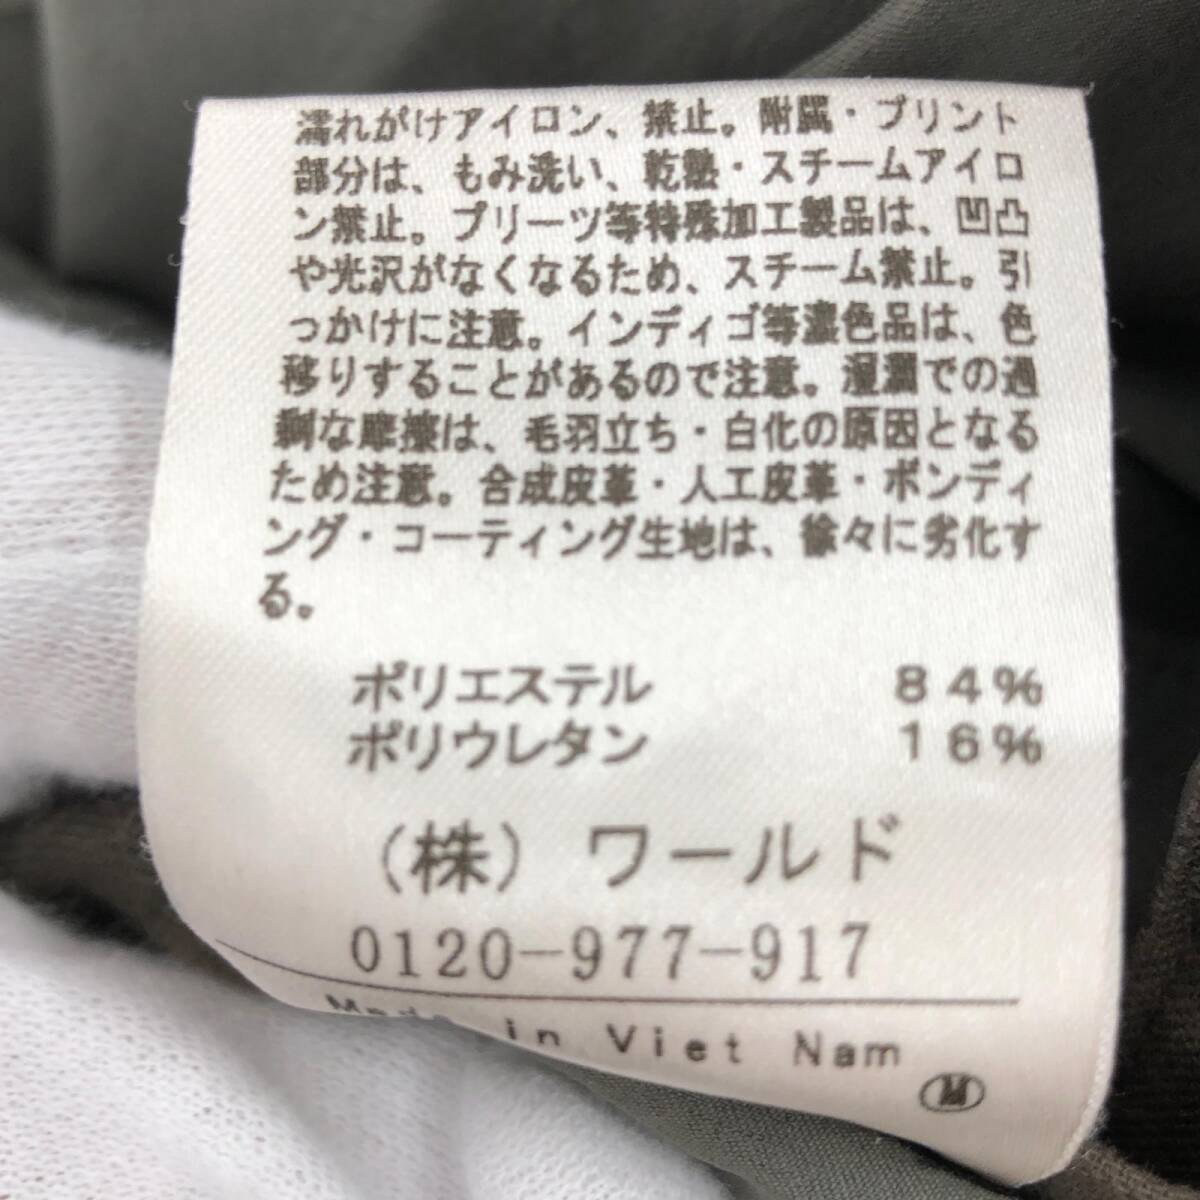 濡れがけアイロン、禁止。附属・プリント
部分は、もみ洗い、乾熱・スチームアイロ
ン禁止。プリーツ等特殊加工製品は、凹凸
や光沢がなくなるため、スチーム禁止。引
っかけに注意。インディゴ等濃色品は、色
移りすることがあるので注意。湿潤での過
剰な摩擦は、毛羽立ち・白化の原因となる
ため注意。合成皮革・人工皮革・ボンディ
ング・コーティング生地は、徐々に劣化す
る。
ポリエステル 84%
ポリウレタン 16%
(株) ワールド
0120-977-917
Made in Viet Nam
M